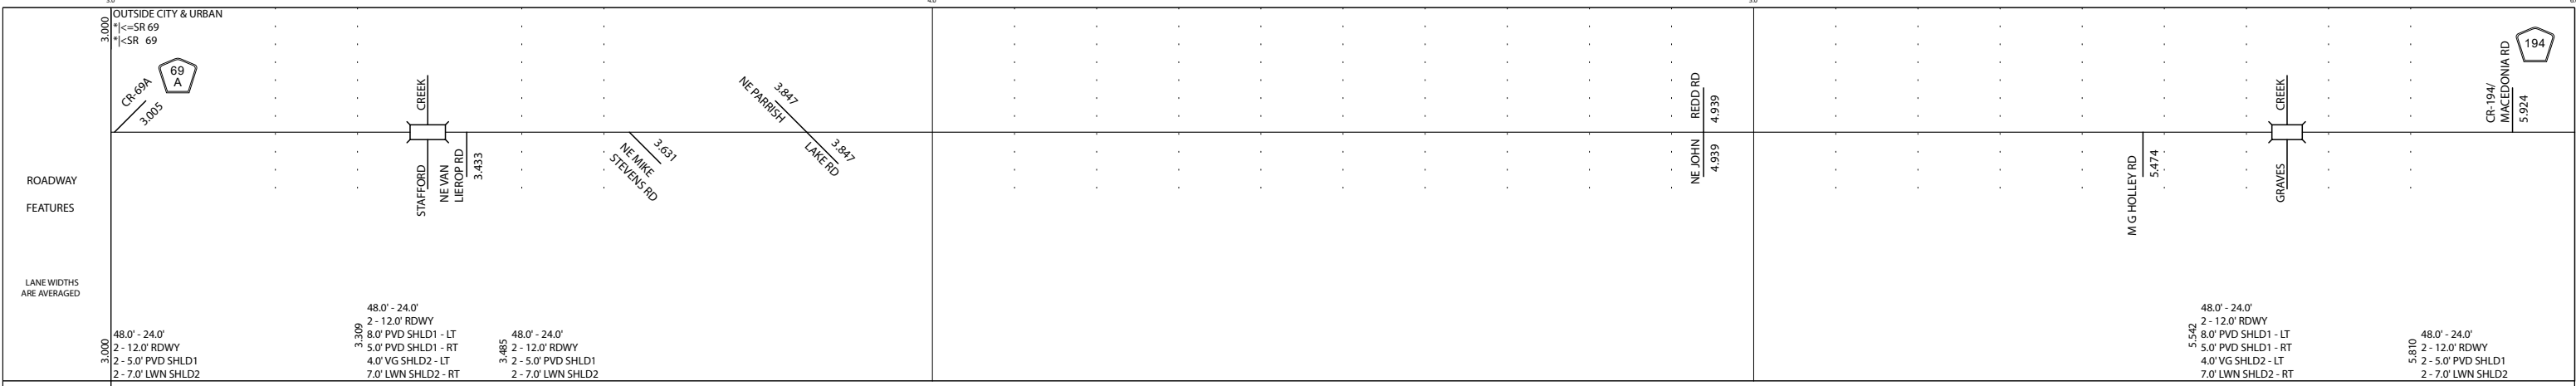 OUTSIDE CITY & URBAN
*|<=SR 69
*|<SR 69
3.000
CR-69A
3.005
69
A
CREEK
STAFFORD
NE VAN
LIEROP RD
3.433
3.631
NE MIKE
STEVENS RD
3.847
NE PARRISH
3.847
LAKE RD
REDD RD
4.939
NE JOHN
4.939
M G HOLLEY RD
5.474
CREEK
GRAVES
CR-194/
MACEDONIA RD
5.924
194
ROADWAY
FEATURES
LANE WIDTHS
ARE AVERAGED
3.000
48.0' - 24.0'
2 - 12.0' RDWY
2 - 5.0' PVD SHLD1
2 - 7.0' LWN SHLD2
3.309
48.0' - 24.0'
2 - 12.0' RDWY
8.0' PVD SHLD1 - LT
5.0' PVD SHLD1 - RT
4.0' VG SHLD2 - LT
7.0' LWN SHLD2 - RT
3.485
48.0' - 24.0'
2 - 12.0' RDWY
2 - 5.0' PVD SHLD1
2 - 7.0' LWN SHLD2
5.542
48.0' - 24.0'
2 - 12.0' RDWY
8.0' PVD SHLD1 - LT
5.0' PVD SHLD1 - RT
4.0' VG SHLD2 - LT
7.0' LWN SHLD2 - RT
5.810
48.0' - 24.0'
2 - 12.0' RDWY
2 - 5.0' PVD SHLD1
2 - 7.0' LWN SHLD2